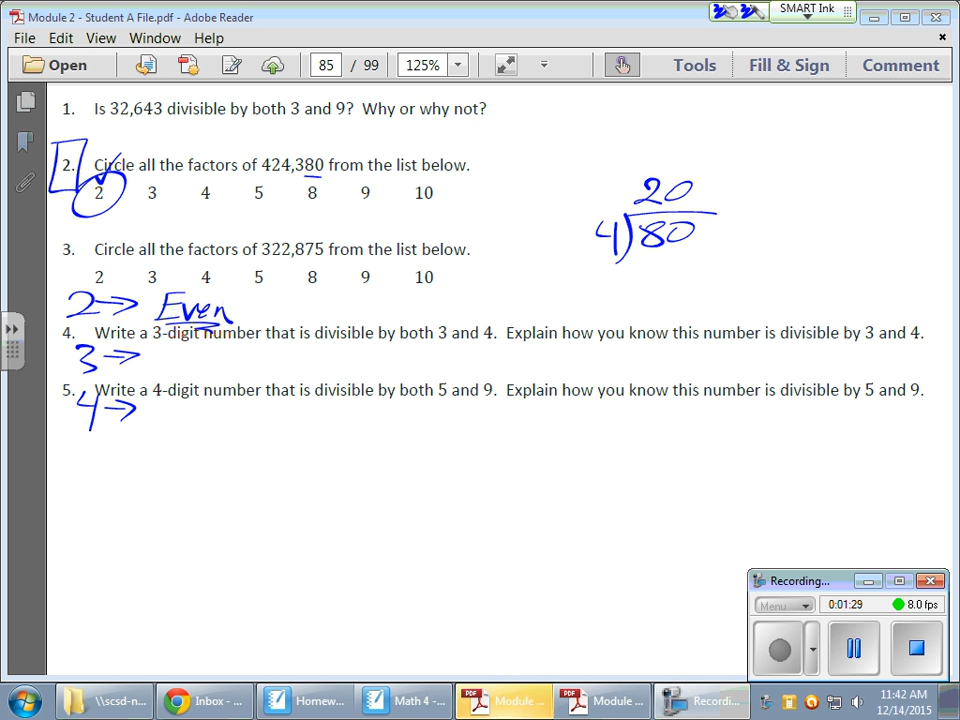 Module 2 - Student A File.pdf - Adobe Reader
SMART Ink
File Edit View Window Help
Open 85 / 99 125% Tools Fill & Sign Comment
1. Is 32,643 divisible by both 3 and 9? Why or why not?
2. Circle all the factors of 424,380 from the list below.
2 3 4 5 8 9 10
20
4)80
3. Circle all the factors of 322,875 from the list below.
2 3 4 5 8 9 10
2 → Even
4. Write a 3-digit number that is divisible by both 3 and 4. Explain how you know this number is divisible by 3 and 4.
3 →
5. Write a 4-digit number that is divisible by both 5 and 9. Explain how you know this number is divisible by 5 and 9.
4 →
Recording...
Menu 0:01:29 8.0 fps
\\scsd-n... Inbox - ... Homew... Math 4 -... Module ... Module ... Recordi...
11:42 AM
12/14/2015